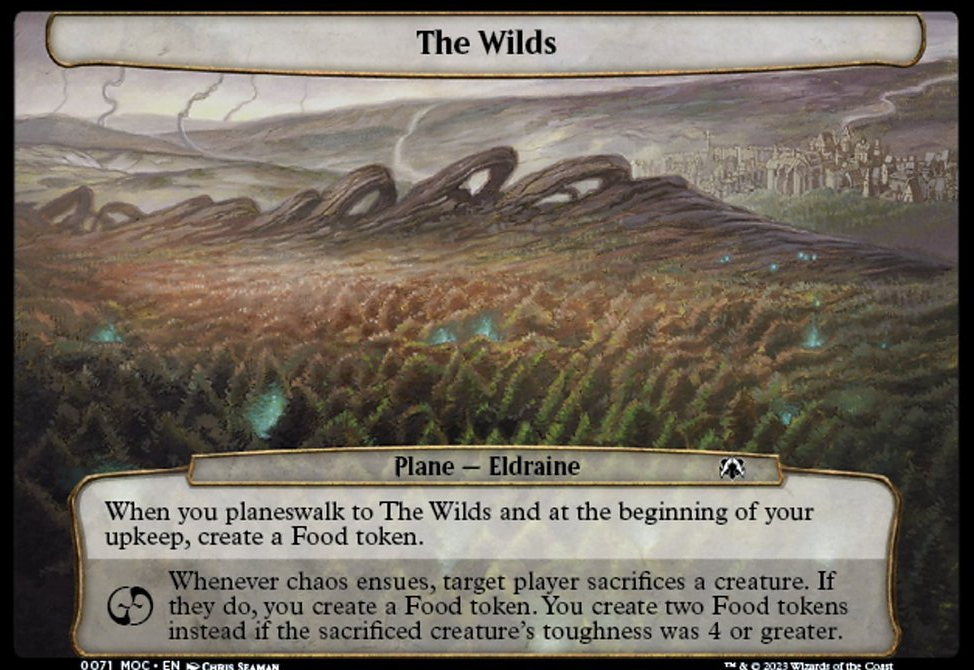 The Wilds
Plane — Eldraine
When you planeswalk to The Wilds and at the beginning of your
upkeep, create a Food token.
Whenever chaos ensues, target player sacrifices a creature. If
they do, you create a Food token. You create two Food tokens
instead if the sacrificed creature's toughness was 4 or greater.
0071 MOC • EN Chris Seaman
™ & © 2023 Wizards of the Coast